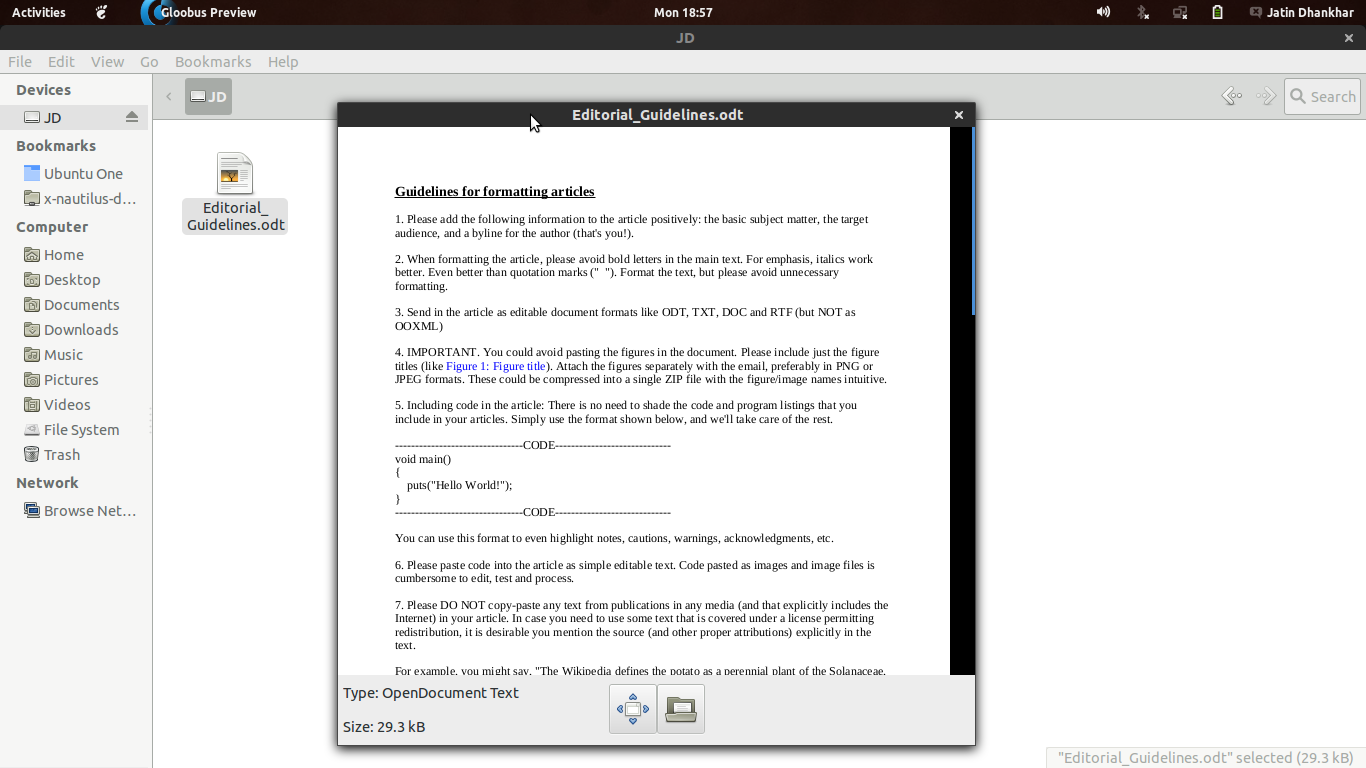 Activities
Gloobus Preview
Mon 18:57
Jatin Dhankhar
JD
File Edit View Go Bookmarks Help
Devices
JD
Bookmarks
Ubuntu One
x-nautilus-d...
Computer
Home
Desktop
Documents
Downloads
Music
Pictures
Videos
File System
Trash
Network
Browse Net...
JD
Search
Editorial_
Guidelines.odt
Editorial_Guidelines.odt
Guidelines for formatting articles
1. Please add the following information to the article positively: the basic subject matter, the target
audience, and a byline for the author (that's you!).
2. When formatting the article, please avoid bold letters in the main text. For emphasis, italics work
better. Even better than quotation marks (" "). Format the text, but please avoid unnecessary
formatting.
3. Send in the article as editable document formats like ODT, TXT, DOC and RTF (but NOT as
OOXML)
4. IMPORTANT. You could avoid pasting the figures in the document. Please include just the figure
titles (like Figure 1: Figure title). Attach the figures separately with the email, preferably in PNG or
JPEG formats. These could be compressed into a single ZIP file with the figure/image names intuitive.
5. Including code in the article: There is no need to shade the code and program listings that you
include in your articles. Simply use the format shown below, and we'll take care of the rest.
--------------------------------CODE-----------------------------
void main()
{
puts("Hello World!");
}
--------------------------------CODE-----------------------------
You can use this format to even highlight notes, cautions, warnings, acknowledgments, etc.
6. Please paste code into the article as simple editable text. Code pasted as images and image files is
cumbersome to edit, test and process.
7. Please DO NOT copy-paste any text from publications in any media (and that explicitly includes the
Internet) in your article. In case you need to use some text that is covered under a license permitting
redistribution, it is desirable you mention the source (and other proper attributions) explicitly in the
text.
For example, you might say, "The Wikipedia defines the potato as a perennial plant of the Solanaceae,
Type: OpenDocument Text
Size: 29.3 kB
"Editorial_Guidelines.odt" selected (29.3 kB)